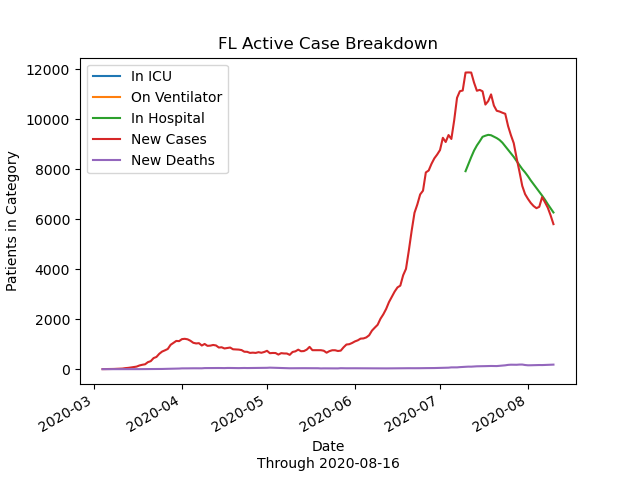 FL Active Case Breakdown
In ICU
On Ventilator
In Hospital
New Cases
New Deaths
Patients in Category
12000
10000
8000
6000
4000
2000
0
2020-03
2020-04
2020-05
2020-06
2020-07
2020-08
Date
Through 2020-08-16